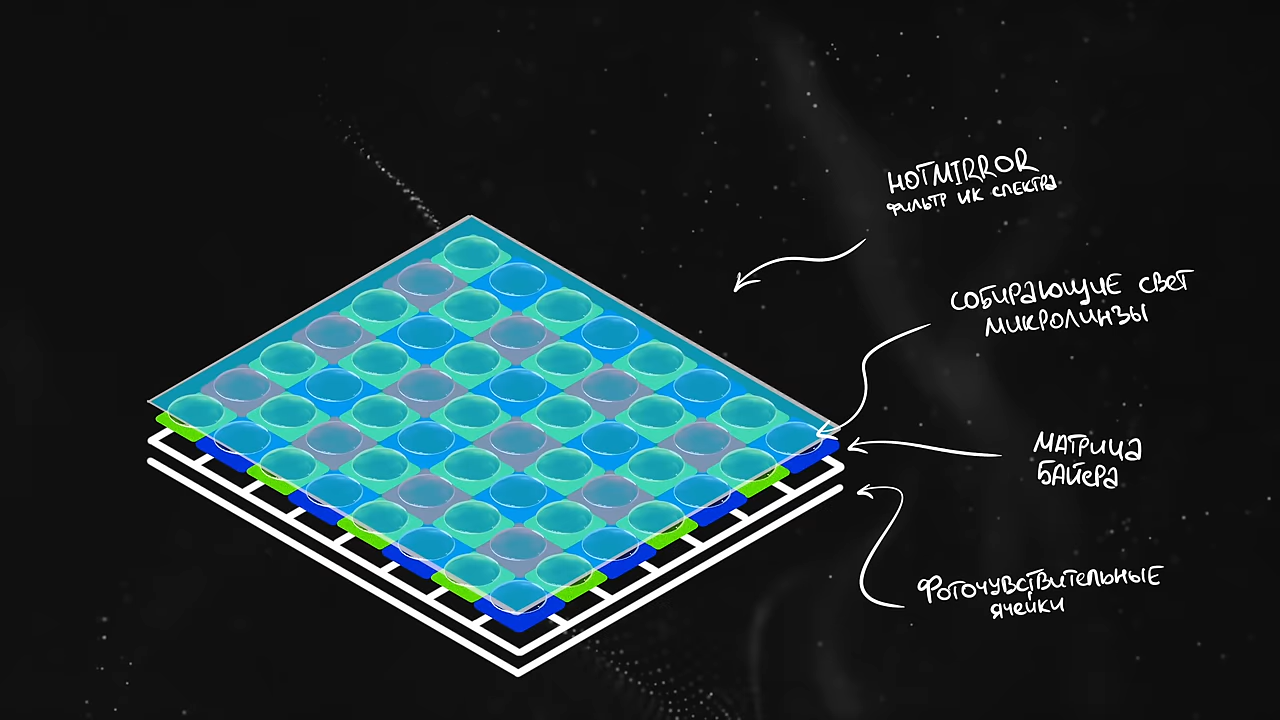 HOTMIRROR
ФИЛЬТР ИК СПЕКТРА
СОБИРАЮЩИЕ СВЕТ
МИКРОЛИНЗЫ
МАТРИЦА
БАЙЕРА
ФОТОЧУВСТВИТЕЛЬНЫЕ
ЯЧЕЙКИ